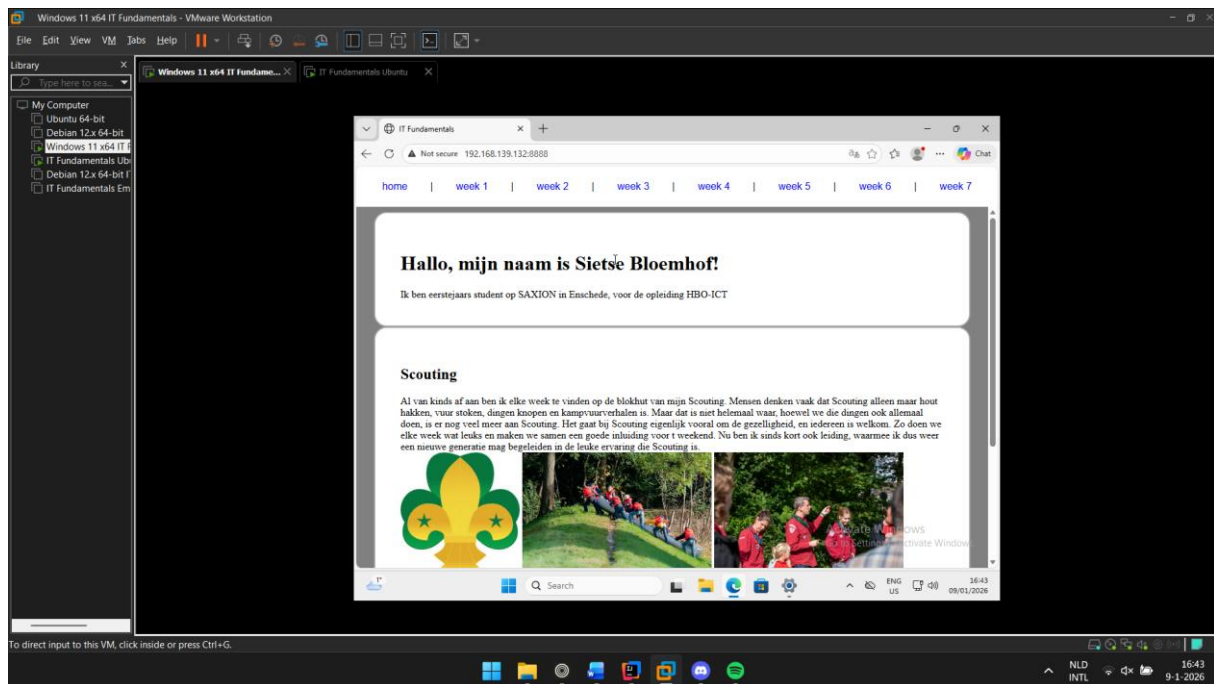 Windows 11 x64 IT Fundamentals - VMware Workstation
File Edit View VM Tabs Help
Library
Type here to sea...
My Computer
Ubuntu 64-bit
Debian 12.x 64-bit
Windows 11 x64 IT F
IT Fundamentals Ub
Debian 12.x 64-bit I
IT Fundamentals Em
Windows 11 x64 IT Fundame...
IT Fundamentals Ubuntu
IT Fundamentals
Not secure 192.168.139.132:8888
Chat
home | week 1 | week 2 | week 3 | week 4 | week 5 | week 6 | week 7
Hallo, mijn naam is Sietse Bloemhof!
Ik ben eerstejaars student op SAXION in Enschede, voor de opleiding HBO-ICT
Scouting
Al van kinds af aan ben ik elke week te vinden op de blokhut van mijn Scouting. Mensen denken vaak dat Scouting alleen maar hout
hakken, vuur stoken, dingen knopen en kampvuurverhalen is. Maar dat is niet helemaal waar, hoewel we die dingen ook allemaal
doen, is er nog veel meer aan Scouting. Het gaat bij Scouting eigenlijk vooral om de gezelligheid, en iedereen is welkom. Zo doen we
elke week wat leuks en maken we samen een goede inluiding voor t weekend. Nu ben ik sinds kort ook leiding, waarmee ik dus weer
een nieuwe generatie mag begeleiden in de leuke ervaring die Scouting is.
1°
Search
ENG
US
16:43
09/01/2026
To direct input to this VM, click inside or press Ctrl+G.
NLD
INTL
16:43
9-1-2026